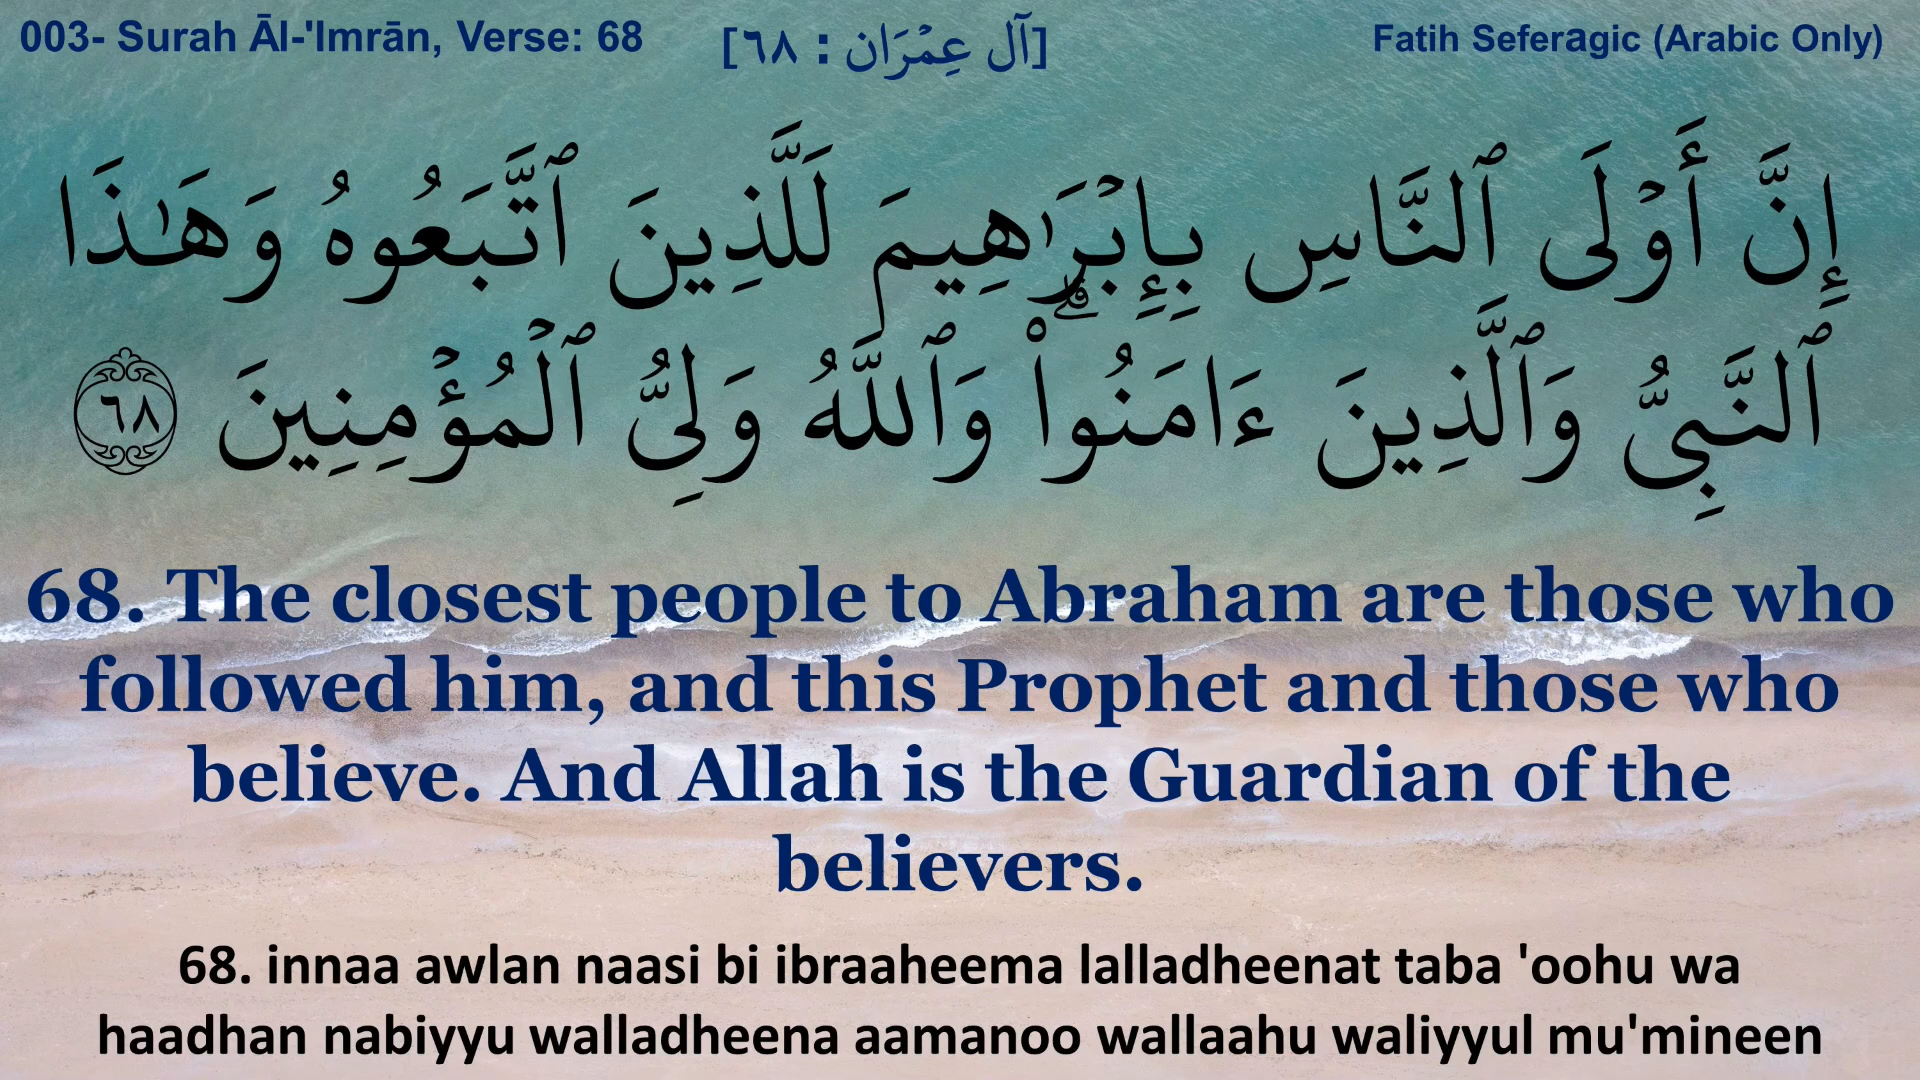 003- Surah Āl-'Imrān, Verse: 68
[آل عِمْرَان : ٦٨]
Fatih Seferagic (Arabic Only)
إِنَّ أَوْلَى ٱلنَّاسِ بِإِبْرَٰهِيمَ لَلَّذِينَ ٱتَّبَعُوهُ وَهَـٰذَا
ٱلنَّبِىُّ وَٱلَّذِينَ ءَامَنُوا۟ ۗ وَٱللَّهُ وَلِىُّ ٱلْمُؤْمِنِينَ ٦٨
68. The closest people to Abraham are those who
followed him, and this Prophet and those who
believe. And Allah is the Guardian of the
believers.
68. innaa awlan naasi bi ibraaheema lalladheenat taba 'oohu wa
haadhan nabiyyu walladheena aamanoo wallaahu waliyyul mu'mineen